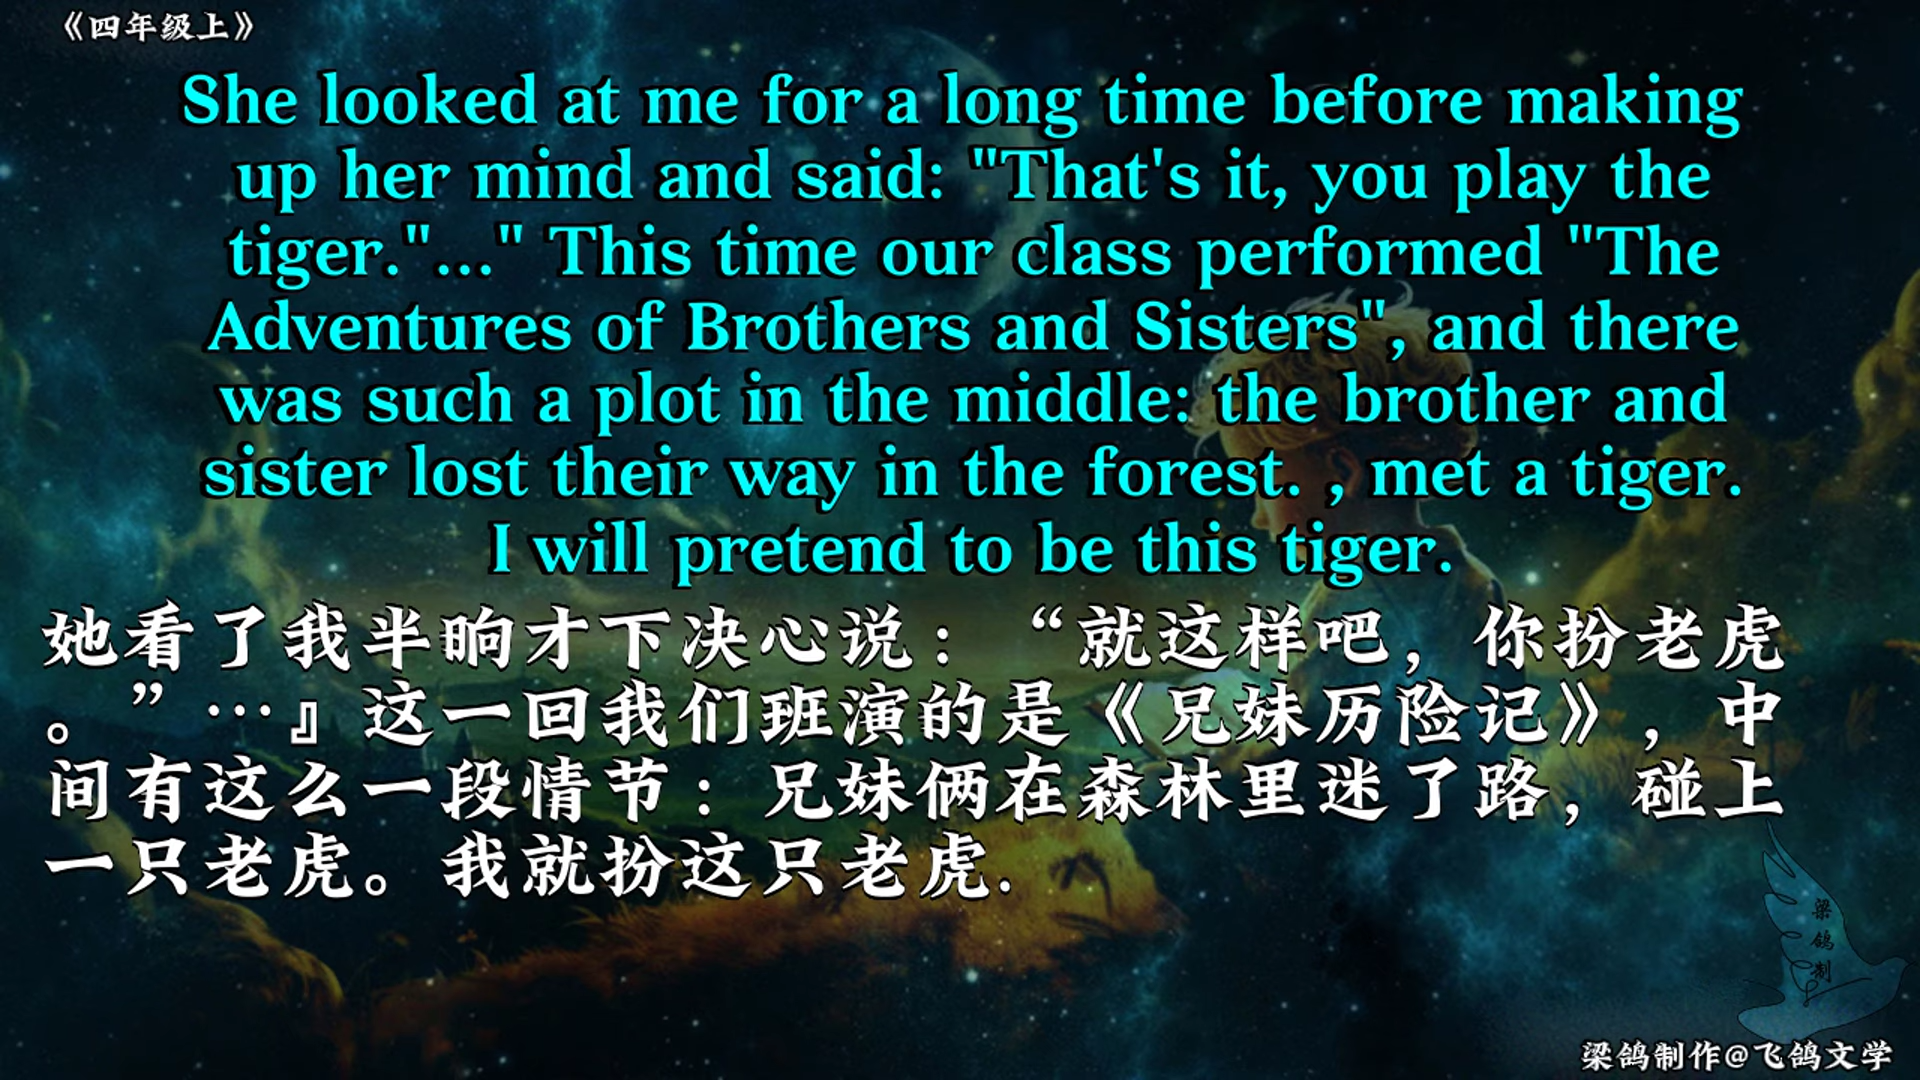 《四年级上》
She looked at me for a long time before making
up her mind and said: "That's it, you play the
tiger."..." This time our class performed "The
Adventures of Brothers and Sisters", and there
was such a plot in the middle: the brother and
sister lost their way in the forest. , met a tiger.
I will pretend to be this tiger.
她看了我半晌才下决心说：“就这样吧，你扮老虎
。”…』这一回我们班演的是《兄妹历险记》，中
间有这么一段情节：兄妹俩在森林里迷了路，碰上
一只老虎。我就扮这只老虎.
梁
鸽
制
梁鸽制作@飞鸽文学